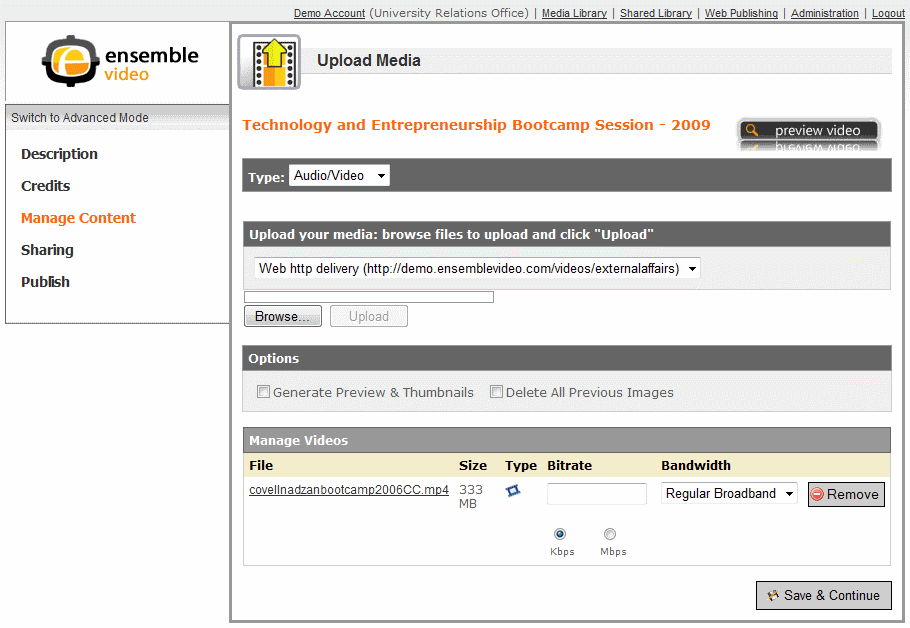 Demo Account (University Relations Office) | Media Library | Shared Library | Web Publishing | Administration | Logout
ensemble
video
Upload Media
Switch to Advanced Mode
Description
Credits
Manage Content
Sharing
Publish
Technology and Entrepreneurship Bootcamp Session - 2009
preview video
Type: Audio/Video
Upload your media: browse files to upload and click "Upload"
Web http delivery (http://demo.ensemblevideo.com/videos/externalaffairs)
Browse... Upload
Options
Generate Preview & Thumbnails Delete All Previous Images
Manage Videos
File Size Type Bitrate Bandwidth
covellnadzanbootcamp2006CC.mp4 333 MB Regular Broadband Remove
Kbps Mbps
Save & Continue